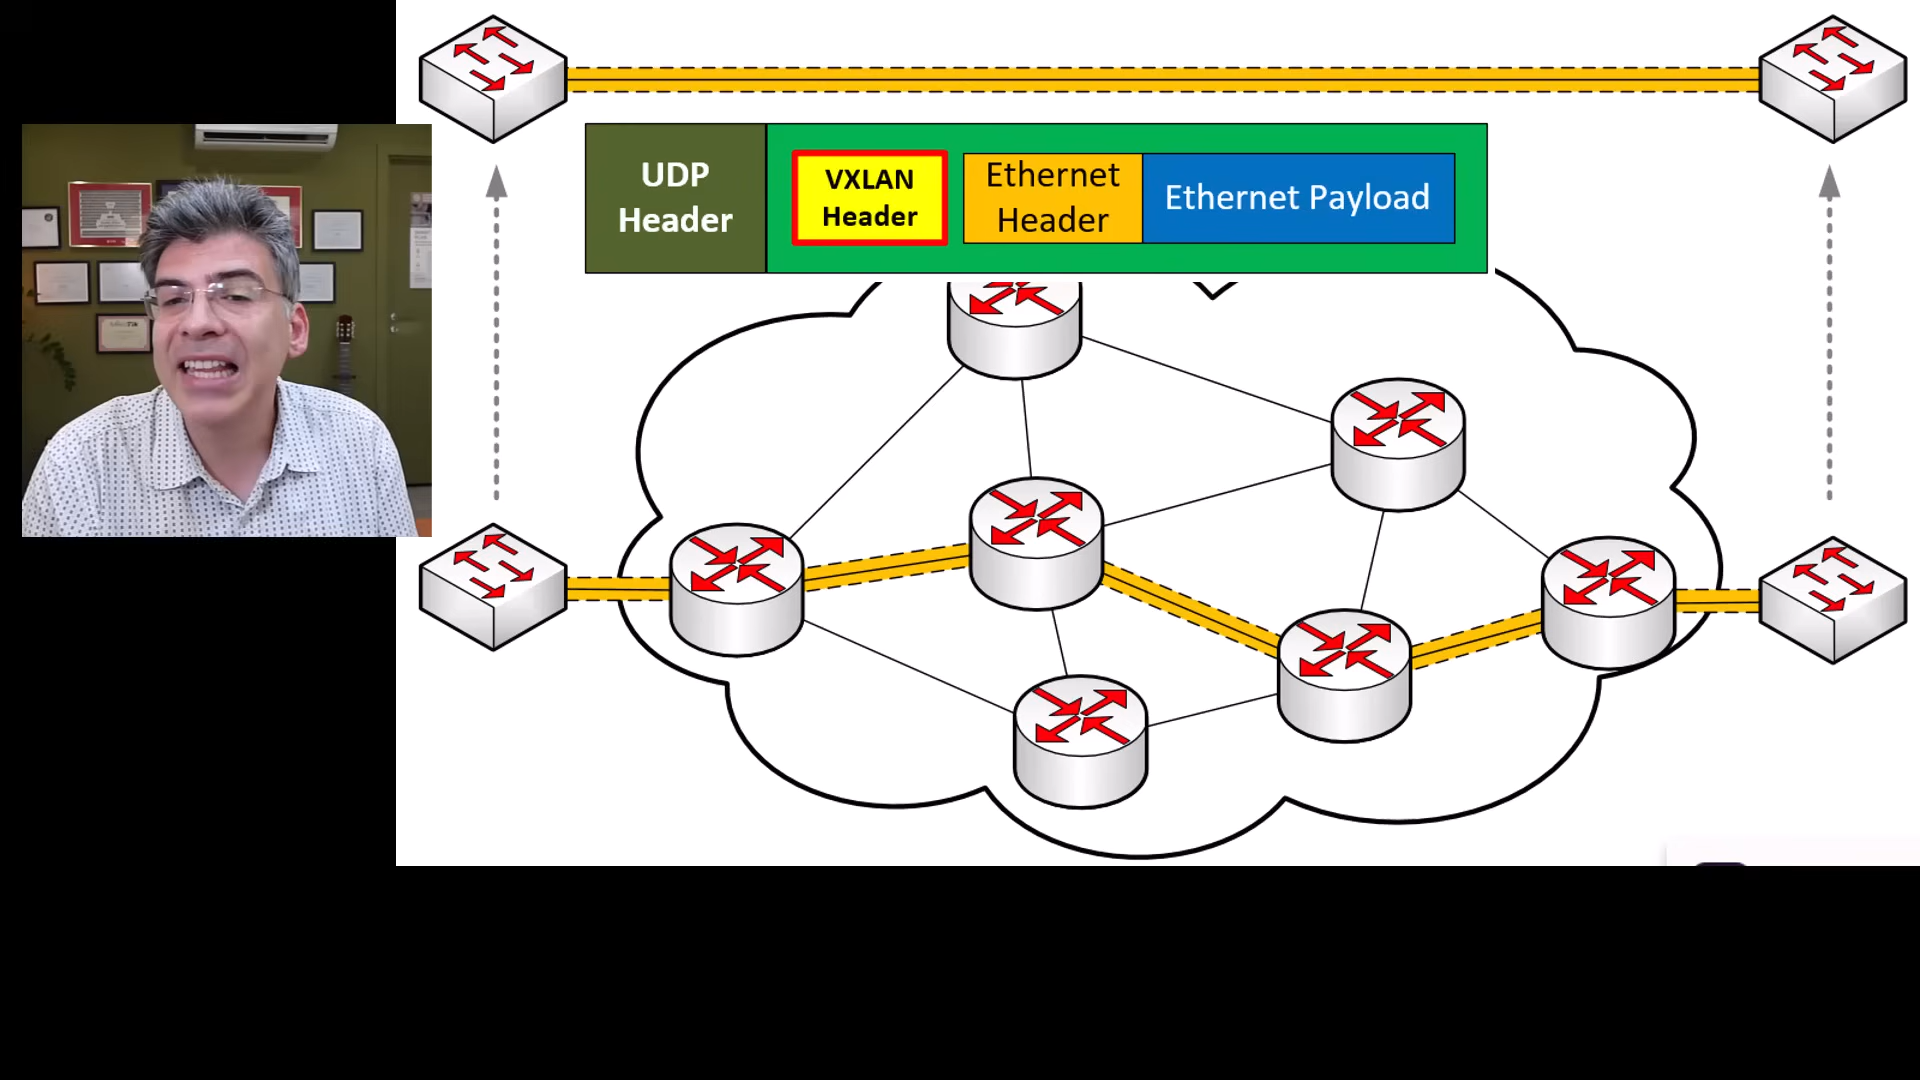 UDP
Header
VXLAN
Header
Ethernet
Header
Ethernet Payload